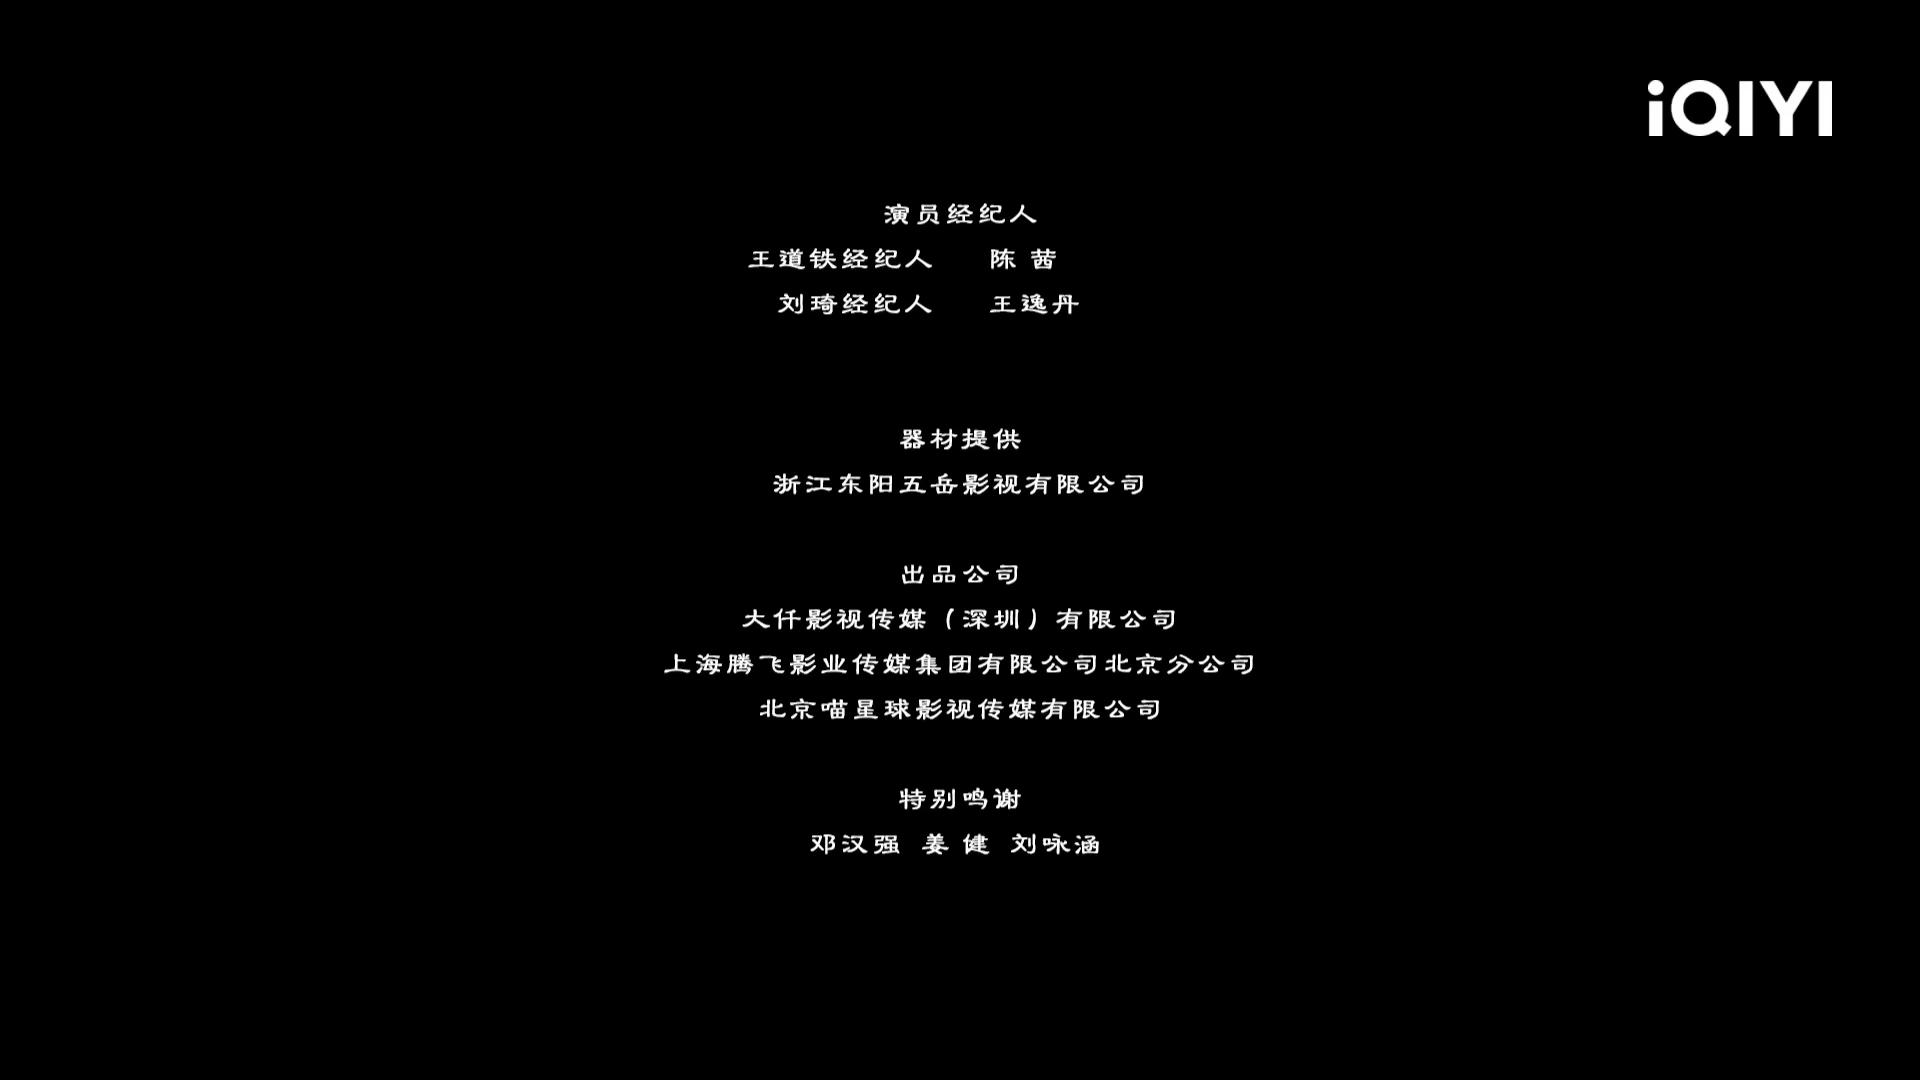 iQIYI
演员经纪人
王道铁经纪人 陈 茜
刘琦经纪人 王逸丹
器材提供
浙江东阳五岳影视有限公司
出品公司
大仟影视传媒（深圳）有限公司
上海腾飞影业传媒集团有限公司北京分公司
北京喵星球影视传媒有限公司
特别鸣谢
邓汉强 姜 健 刘咏涵